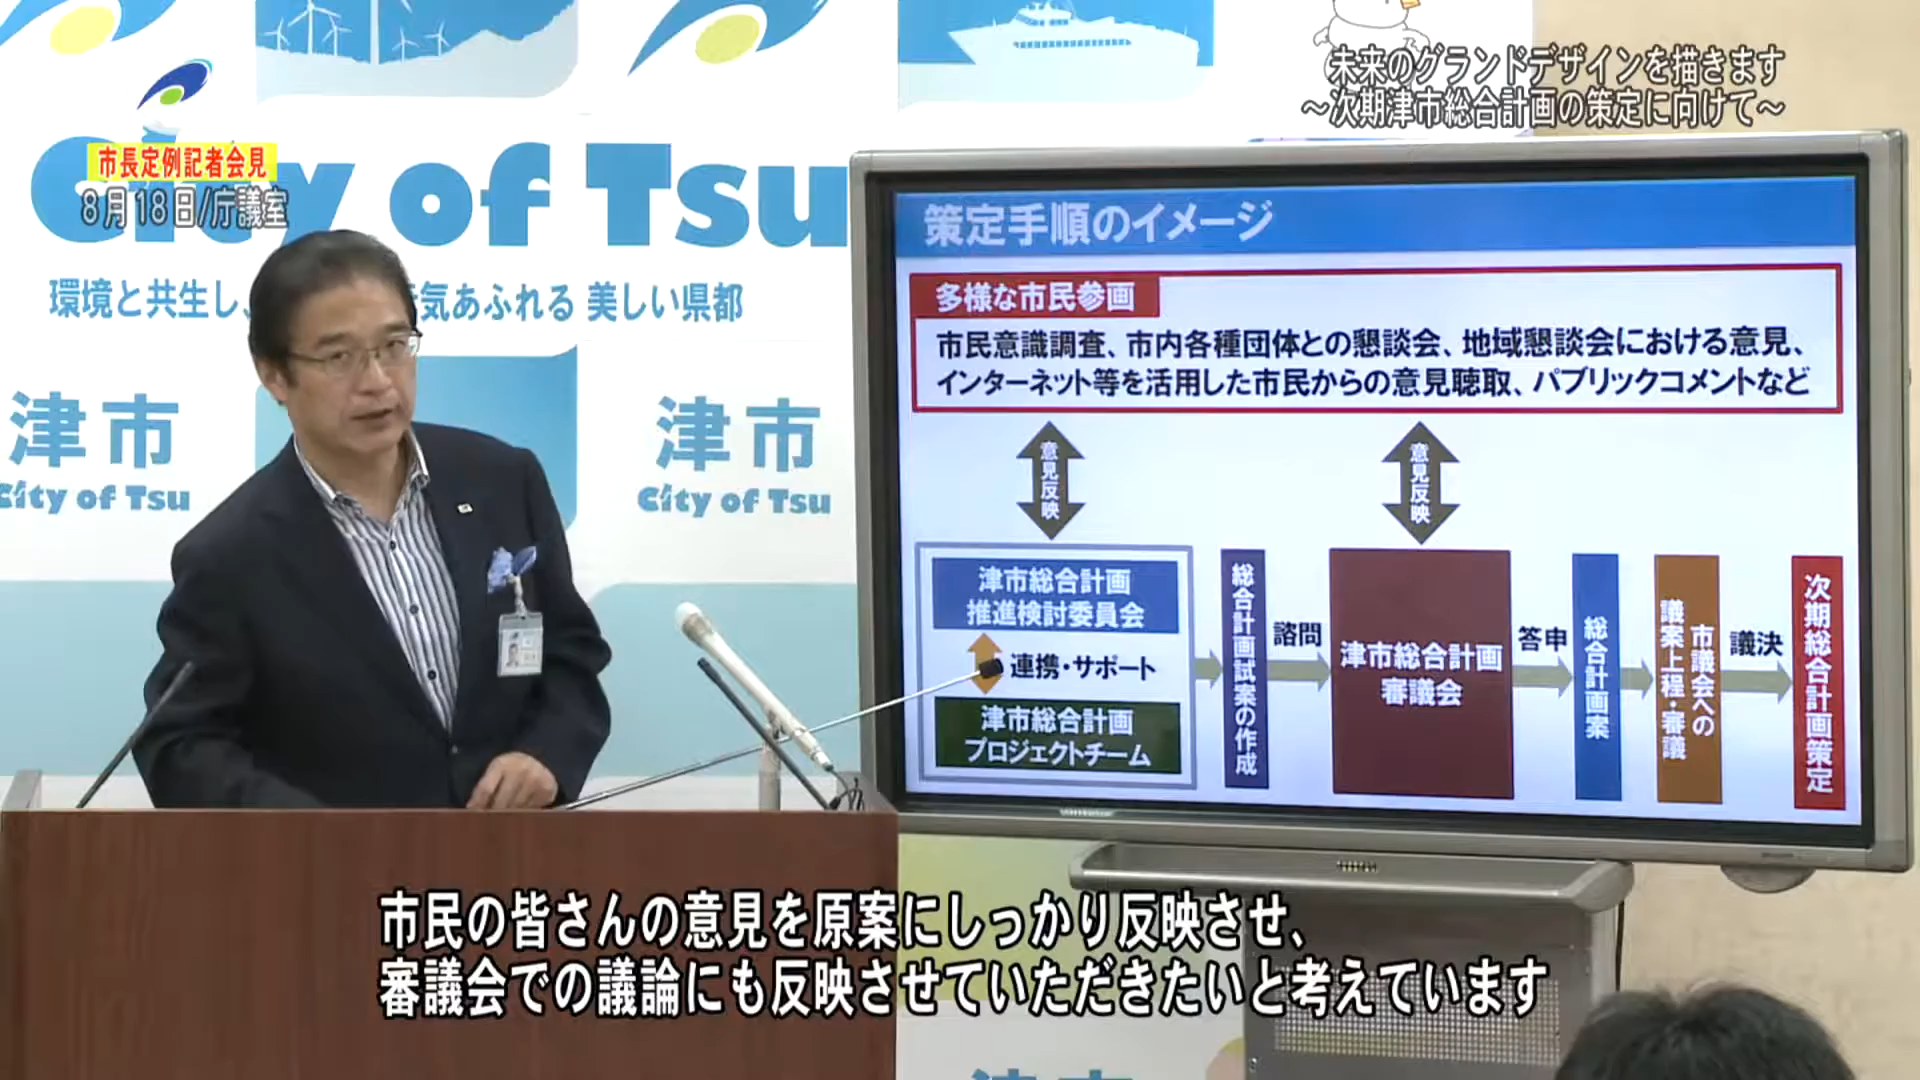 未来のグランドデザインを描きます
～次期津市総合計画の策定に向けて～
市長定例記者会見
8月18日/庁議室
City of Tsu
環境と共生し、
気あふれる 美しい県都
津市
City of Tsu
津市
City of Tsu
策定手順のイメージ
多様な市民参画
市民意識調査、市内各種団体との懇談会、地域懇談会における意見、
インターネット等を活用した市民からの意見聴取、パブリックコメントなど
意見反映
意見反映
津市総合計画
推進検討委員会
連携・サポート
津市総合計画
プロジェクトチーム
総合計画試案の作成
諮問
津市総合計画
審議会
答申
総合計画案
市議会への
議案上程・審議
議決
次期総合計画策定
市民の皆さんの意見を原案にしっかり反映させ、
審議会での議論にも反映させていただきたいと考えています
津市